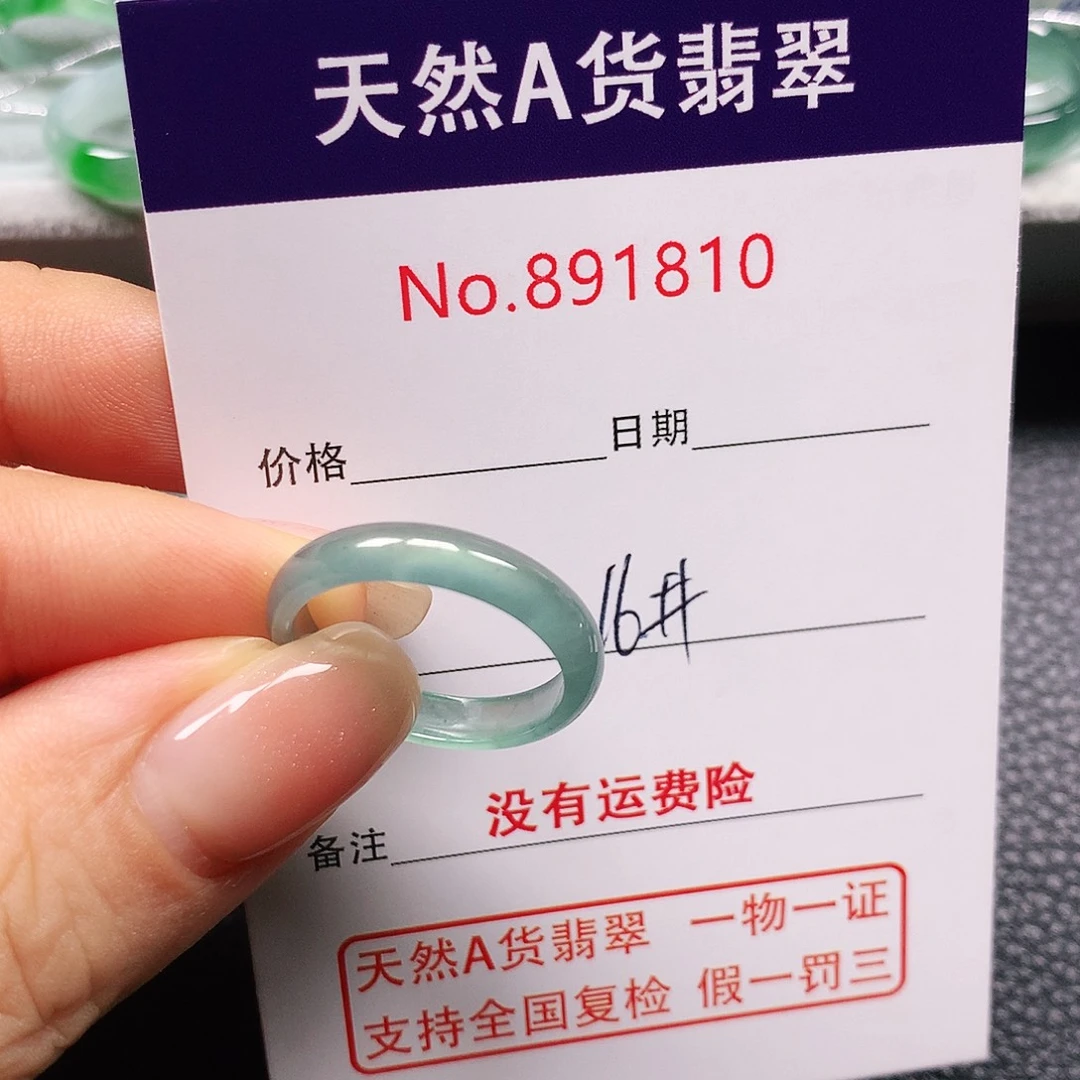 天然A货翡翠
No.891810
价格 日期
16#
没有运费险
备注
天然A货翡翠 一物一证
支持全国复检 假一罚三